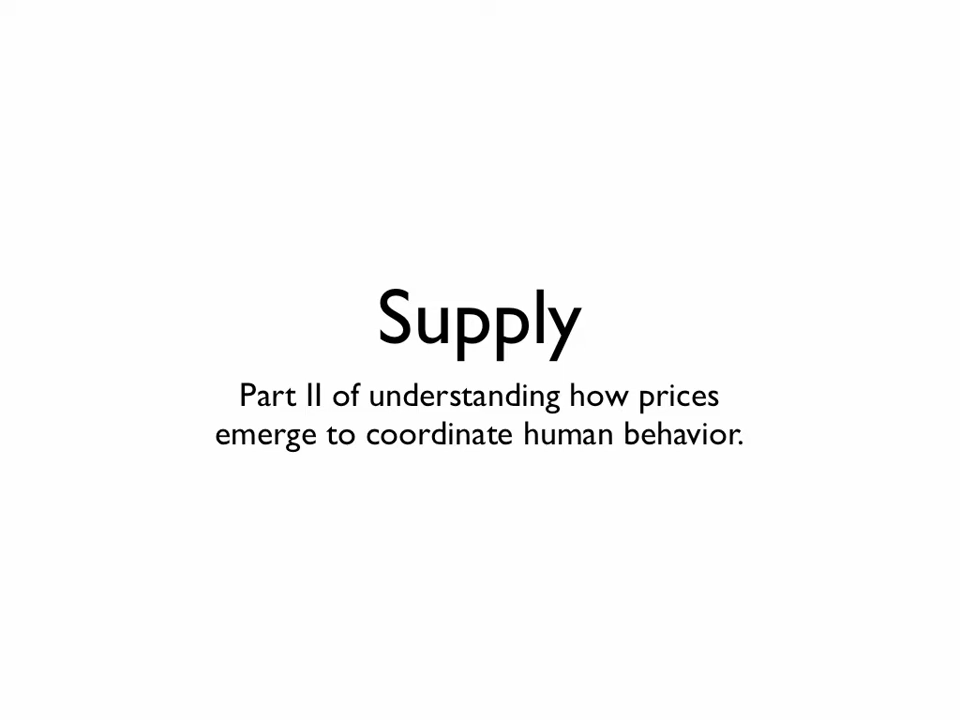 Supply
Part II of understanding how prices
emerge to coordinate human behavior.